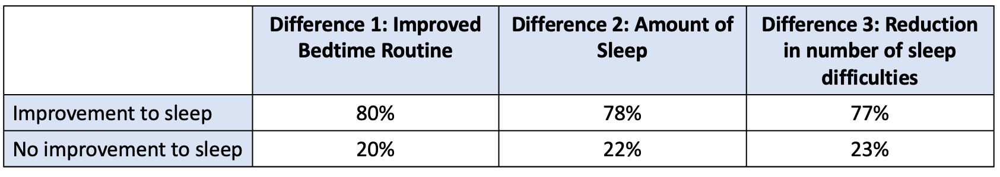 Difference 1: Improved
Bedtime Routine
Difference 2: Amount of
Sleep
Difference 3: Reduction
in number of sleep
difficulties
Improvement to sleep 80% 78% 77%
No improvement to sleep 20% 22% 23%